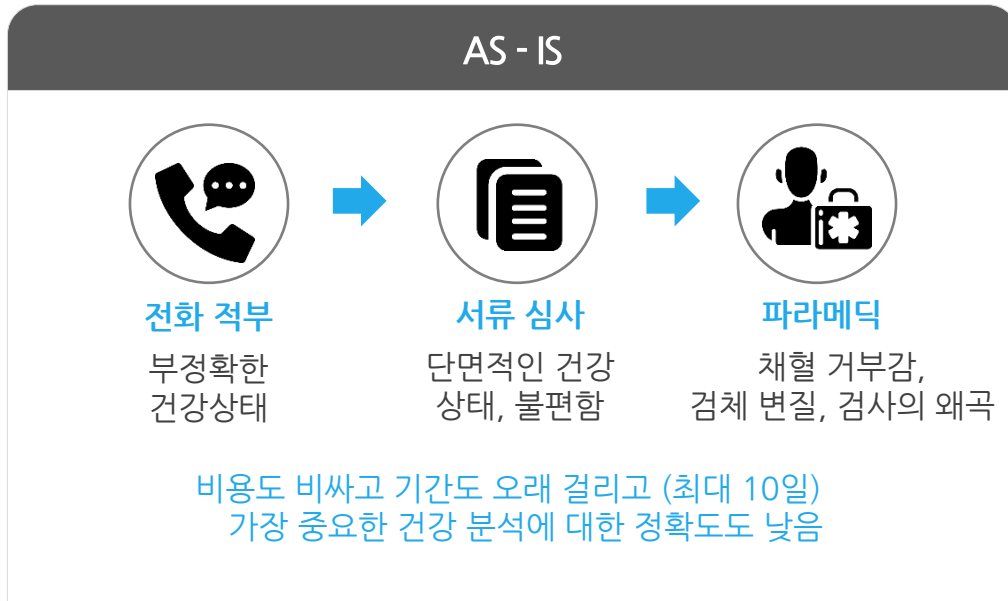 AS - IS
전화 적부
부정확한
건강상태
서류 심사
단면적인 건강
상태, 불편함
파라메딕
채혈 거부감,
검체 변질, 검사의 왜곡
비용도 비싸고 기간도 오래 걸리고 (최대 10일)
가장 중요한 건강 분석에 대한 정확도도 낮음